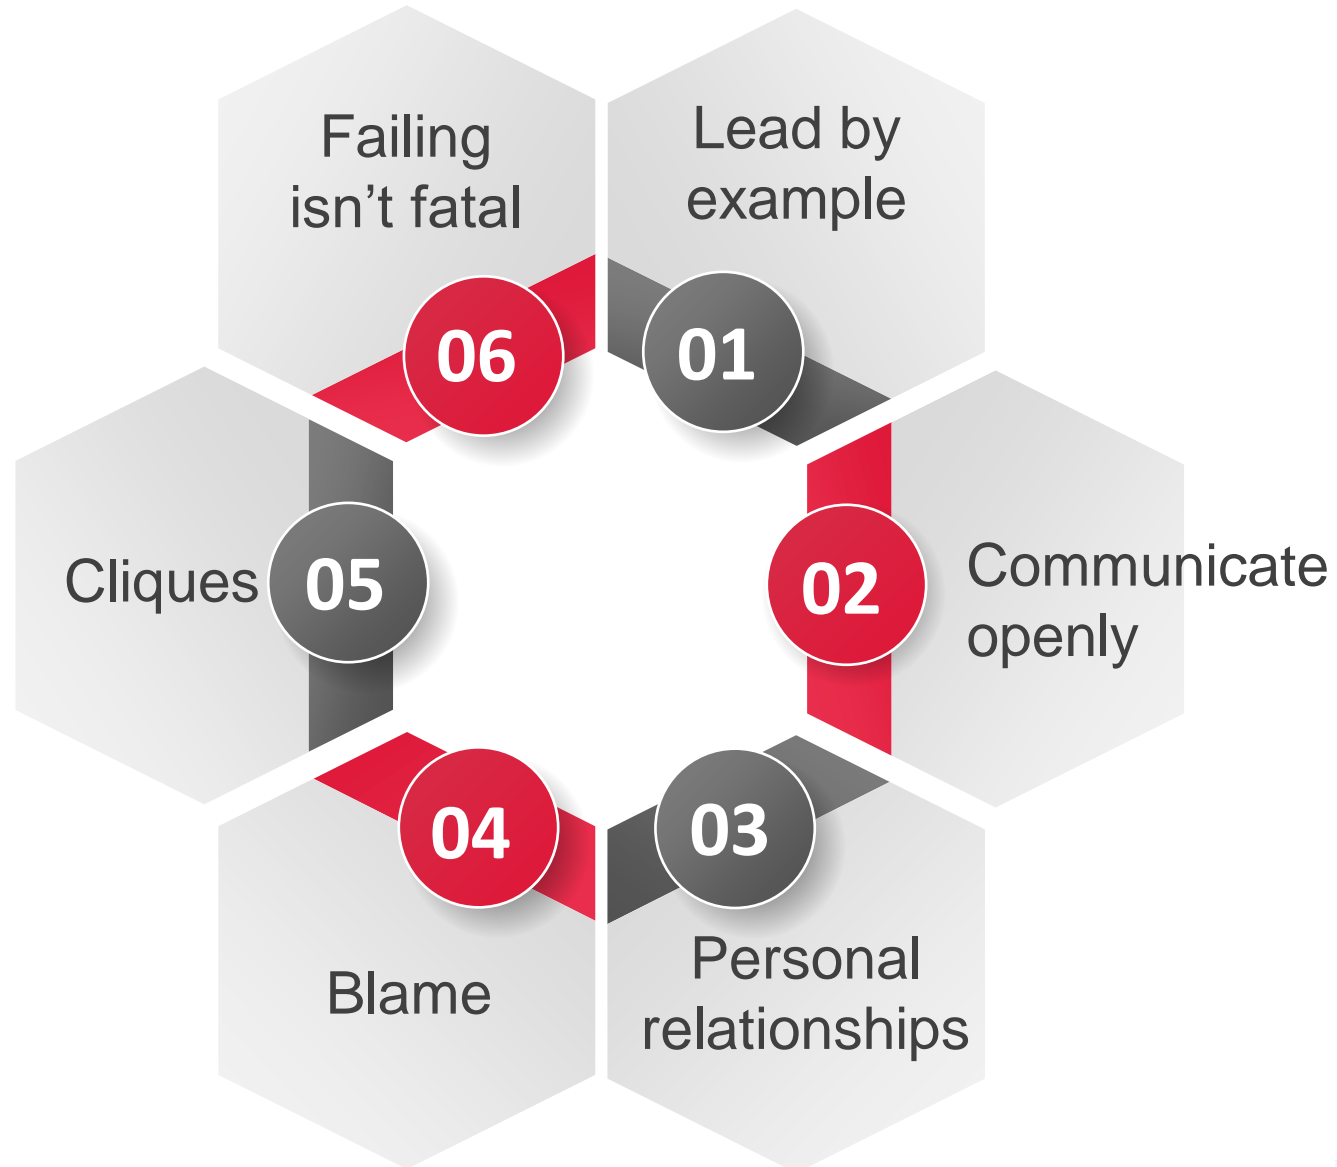 Lead by
example
01
Communicate
openly
02
Personal
relationships
03
Blame
04
Cliques
05
Failing
isn’t fatal
06